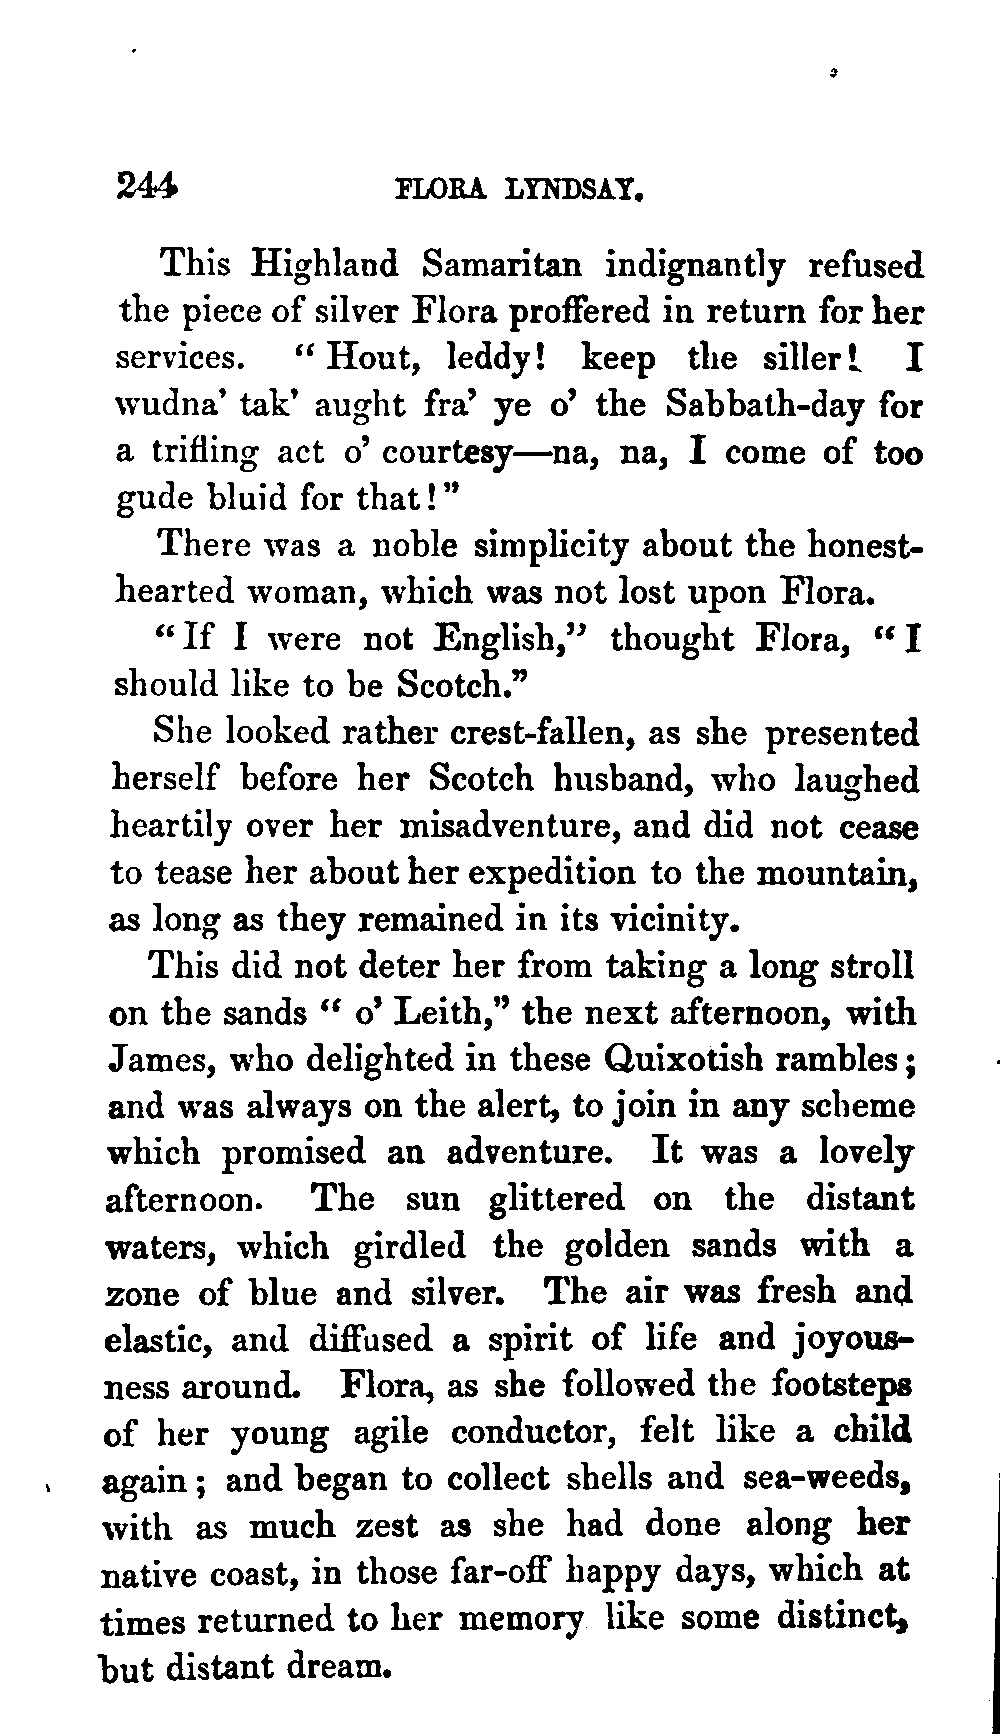 244 FLORA LYNDSAY.
This Highland Samaritan indignantly refused
the piece of silver Flora proffered in return for her
services. “ Hout, leddy! keep the siller! I
wudna’ tak’ aught fra’ ye o’ the Sabbath-day for
a trifling act o’ courtesy—na, na, I come of too
gude bluid for that!”
There was a noble simplicity about the honest-
hearted woman, which was not lost upon Flora.
“ If I were not English,” thought Flora, “ I
should like to be Scotch.”
She looked rather crest-fallen, as she presented
herself before her Scotch husband, who laughed
heartily over her misadventure, and did not cease
to tease her about her expedition to the mountain,
as long as they remained in its vicinity.
This did not deter her from taking a long stroll
on the sands “ o’ Leith,” the next afternoon, with
James, who delighted in these Quixotish rambles;
and was always on the alert, to join in any scheme
which promised an adventure. It was a lovely
afternoon. The sun glittered on the distant
waters, which girdled the golden sands with a
zone of blue and silver. The air was fresh and
elastic, and diffused a spirit of life and joyous-
ness around. Flora, as she followed the footsteps
of her young agile conductor, felt like a child
again; and began to collect shells and sea-weeds,
with as much zest as she had done along her
native coast, in those far-off happy days, which at
times returned to her memory like some distinct,
but distant dream.